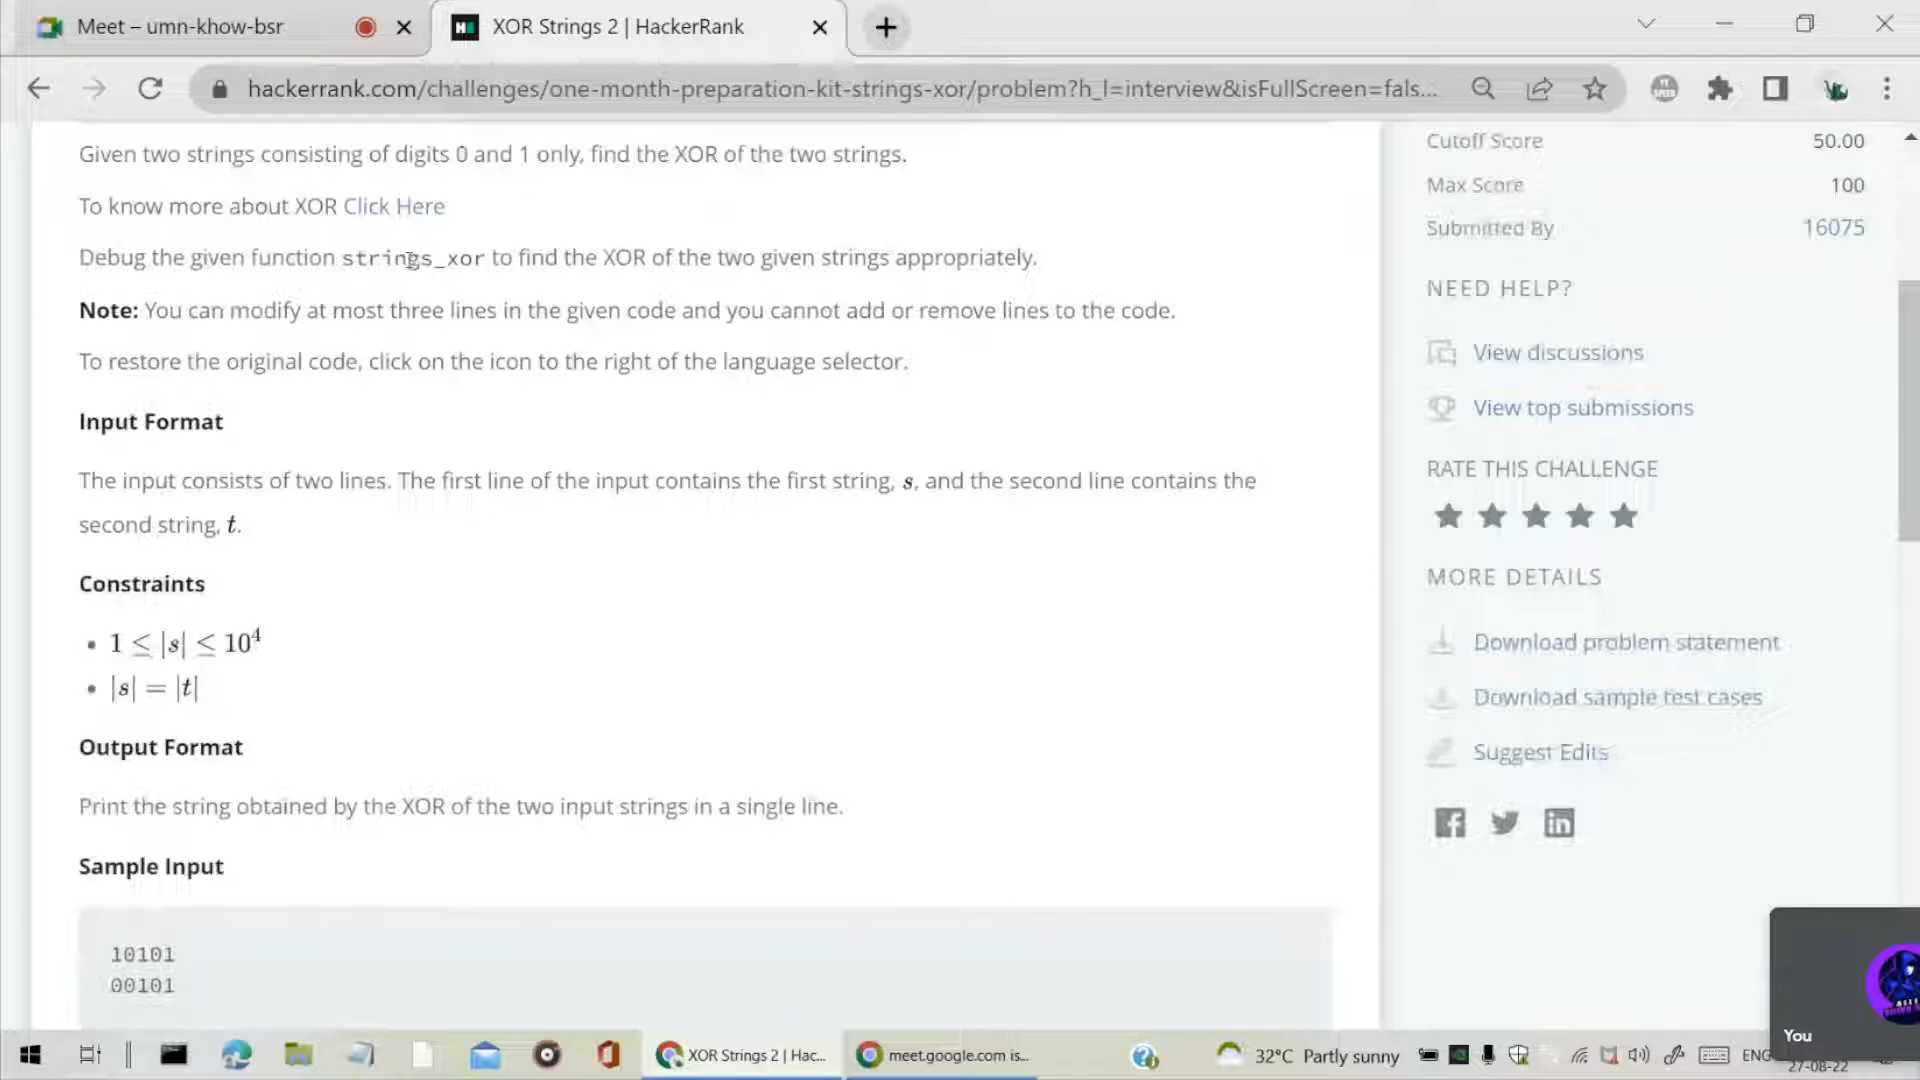 Meet – umn-khow-bsr
XOR Strings 2 | HackerRank
hackerrank.com/challenges/one-month-preparation-kit-strings-xor/problem?h_l=interview&isFullScreen=fals...
Given two strings consisting of digits 0 and 1 only, find the XOR of the two strings.
To know more about XOR Click Here
Debug the given function strings_xor to find the XOR of the two given strings appropriately.
Note: You can modify at most three lines in the given code and you cannot add or remove lines to the code.
To restore the original code, click on the icon to the right of the language selector.
Input Format
The input consists of two lines. The first line of the input contains the first string, s, and the second line contains the
second string, t.
Constraints
• 1 ≤ |s| ≤ 10⁴
• |s| = |t|
Output Format
Print the string obtained by the XOR of the two input strings in a single line.
Sample Input
10101
00101
Cutoff Score 50.00
Max Score 100
Submitted By 16075
NEED HELP?
View discussions
View top submissions
RATE THIS CHALLENGE
MORE DETAILS
Download problem statement
Download sample test cases
Suggest Edits
You
XOR Strings 2 | Hac...
meet.google.com is...
32°C Partly sunny
ENG
27-08-22